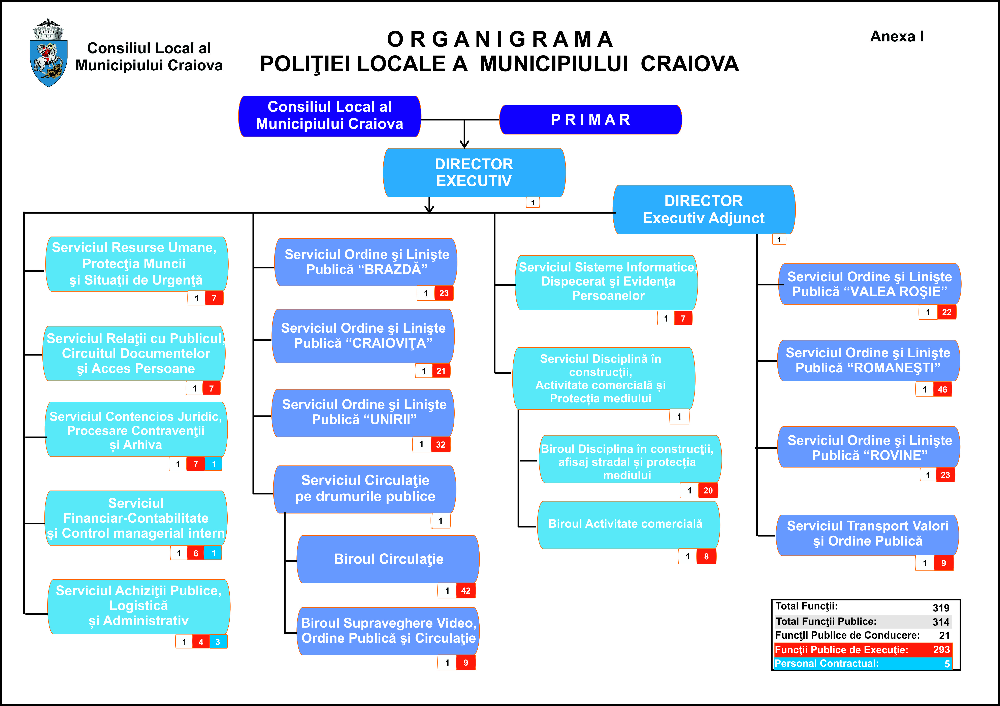 Consiliul Local al
Municipiului Craiova
O R G A N I G R A M A
POLIŢIEI LOCALE A MUNICIPIULUI CRAIOVA
Anexa I
Consiliul Local al
Municipiului Craiova
P R I M A R
DIRECTOR
EXECUTIV
1
DIRECTOR
Executiv Adjunct
1
Serviciul Resurse Umane,
Protecţia Muncii
şi Situaţii de Urgenţă
1 7
Serviciul Relaţii cu Publicul,
Circuitul Documentelor
şi Acces Persoane
1 7
Serviciul Contencios Juridic,
Procesare Contravenţii
și Arhiva
1 7 1
Serviciul
Financiar-Contabilitate
şi Control managerial intern
1 6 1
Serviciul Achiziţii Publice,
Logistică
și Administrativ
1 4 3
Serviciul Ordine şi Linişte
Publică “BRAZDĂ”
1 23
Serviciul Ordine şi Linişte
Publică “CRAIOVIŢA”
1 21
Serviciul Ordine şi Linişte
Publică “UNIRII”
1 32
Serviciul Circulaţie
pe drumurile publice
1
Biroul Circulaţie
1 42
Biroul Supraveghere Video,
Ordine Publică şi Circulaţie
1 9
Serviciul Sisteme Informatice,
Dispecerat şi Evidenţa
Persoanelor
1 7
Serviciul Disciplină în
construcţii,
Activitate comercială și
Protecția mediului
1
Biroul Disciplina în construcţii,
afisaj stradal și protecția
mediului
1 20
Biroul Activitate comercială
1 8
Serviciul Ordine şi Linişte
Publică “VALEA ROŞIE”
1 22
Serviciul Ordine şi Linişte
Publică “ROMANEŞTI”
1 46
Serviciul Ordine şi Linişte
Publică “ROVINE”
1 23
Serviciul Transport Valori
şi Ordine Publică
1 9
Total Funcţii: 319
Total Funcţii Publice: 314
Funcţii Publice de Conducere: 21
Funcţii Publice de Execuţie: 293
Personal Contractual: 5